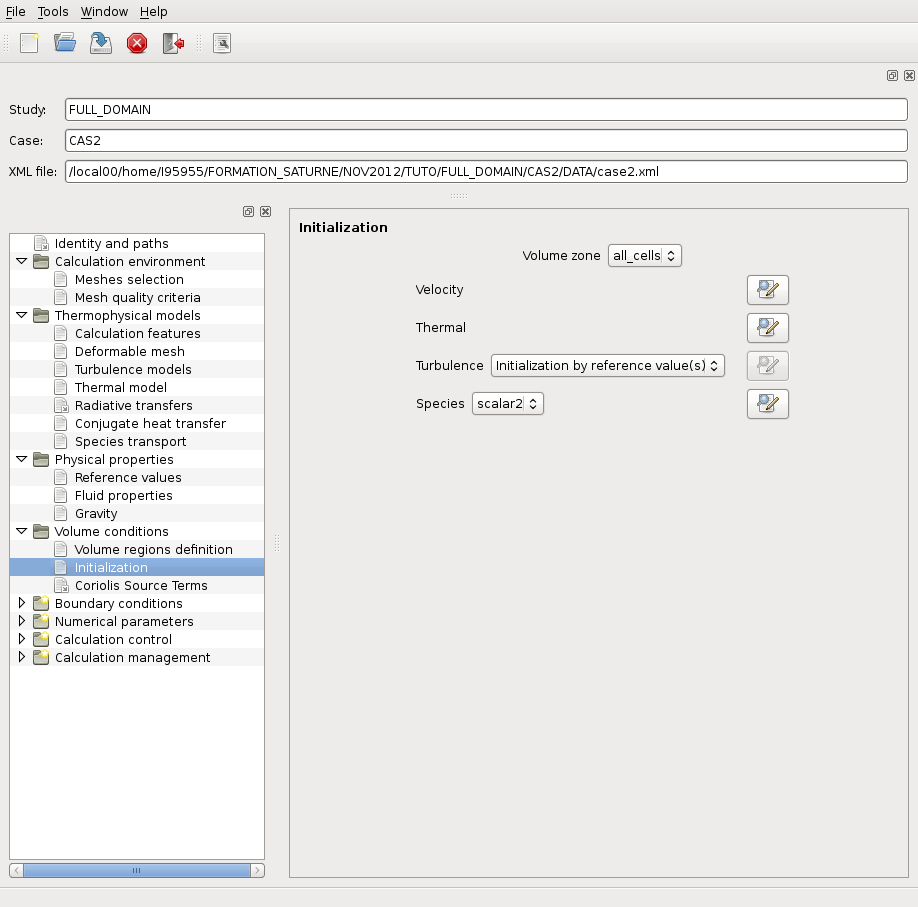 File Tools Window Help
Study: FULL_DOMAIN
Case: CAS2
XML file: /local00/home/I95955/FORMATION_SATURNE/NOV2012/TUTO/FULL_DOMAIN/CAS2/DATA/case2.xml
Identity and paths
Calculation environment
Meshes selection
Mesh quality criteria
Thermophysical models
Calculation features
Deformable mesh
Turbulence models
Thermal model
Radiative transfers
Conjugate heat transfer
Species transport
Physical properties
Reference values
Fluid properties
Gravity
Volume conditions
Volume regions definition
Initialization
Coriolis Source Terms
Boundary conditions
Numerical parameters
Calculation control
Calculation management
Initialization
Volume zone all_cells
Velocity
Thermal
Turbulence Initialization by reference value(s)
Species scalar2